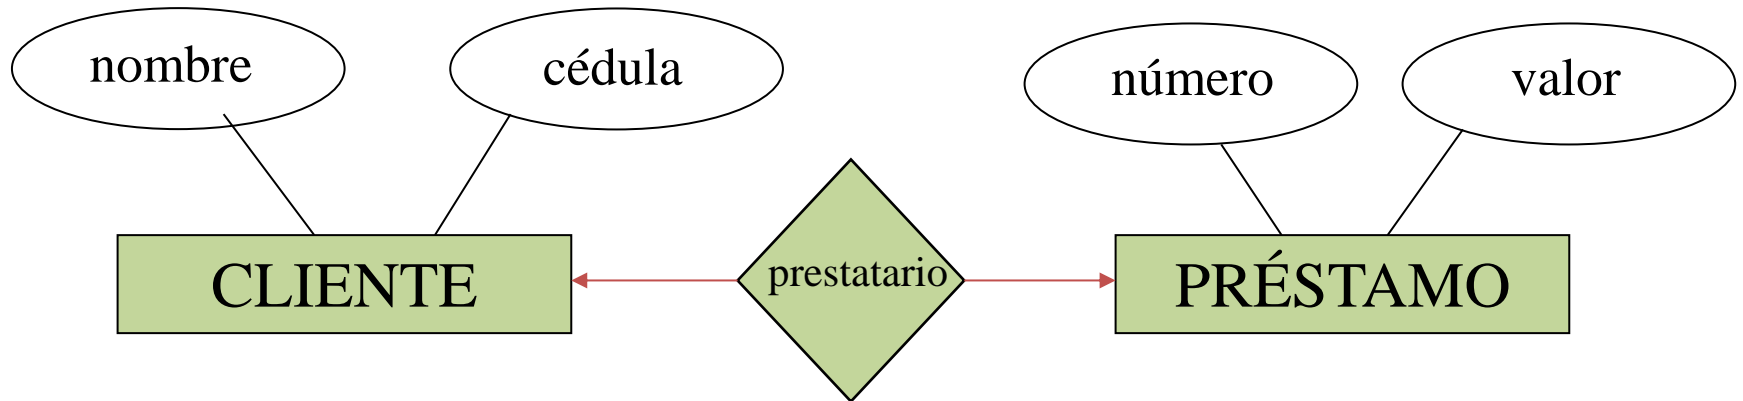 nombre
cédula
número
valor
CLIENTE
prestatario
PRÉSTAMO